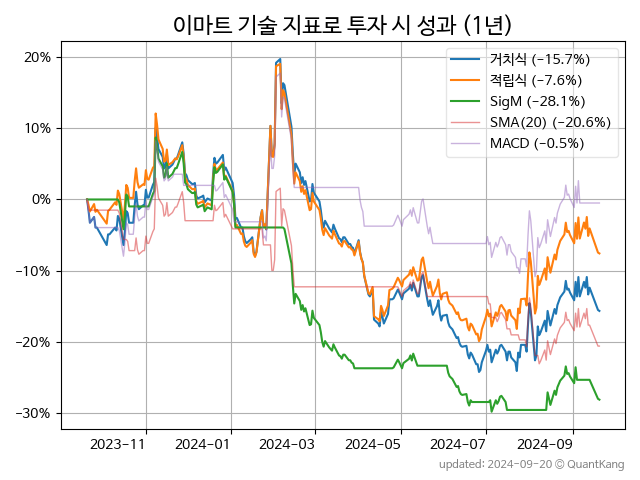 이마트 기술 지표로 투자 시 성과 (1년)
거치식 (−15.7%)
적립식 (−7.6%)
SigM (−28.1%)
SMA(20) (−20.6%)
MACD (−0.5%)
20%
10%
0%
−10%
−20%
−30%
2023-11
2024-01
2024-03
2024-05
2024-07
2024-09
updated: 2024-09-20 © QuantKang